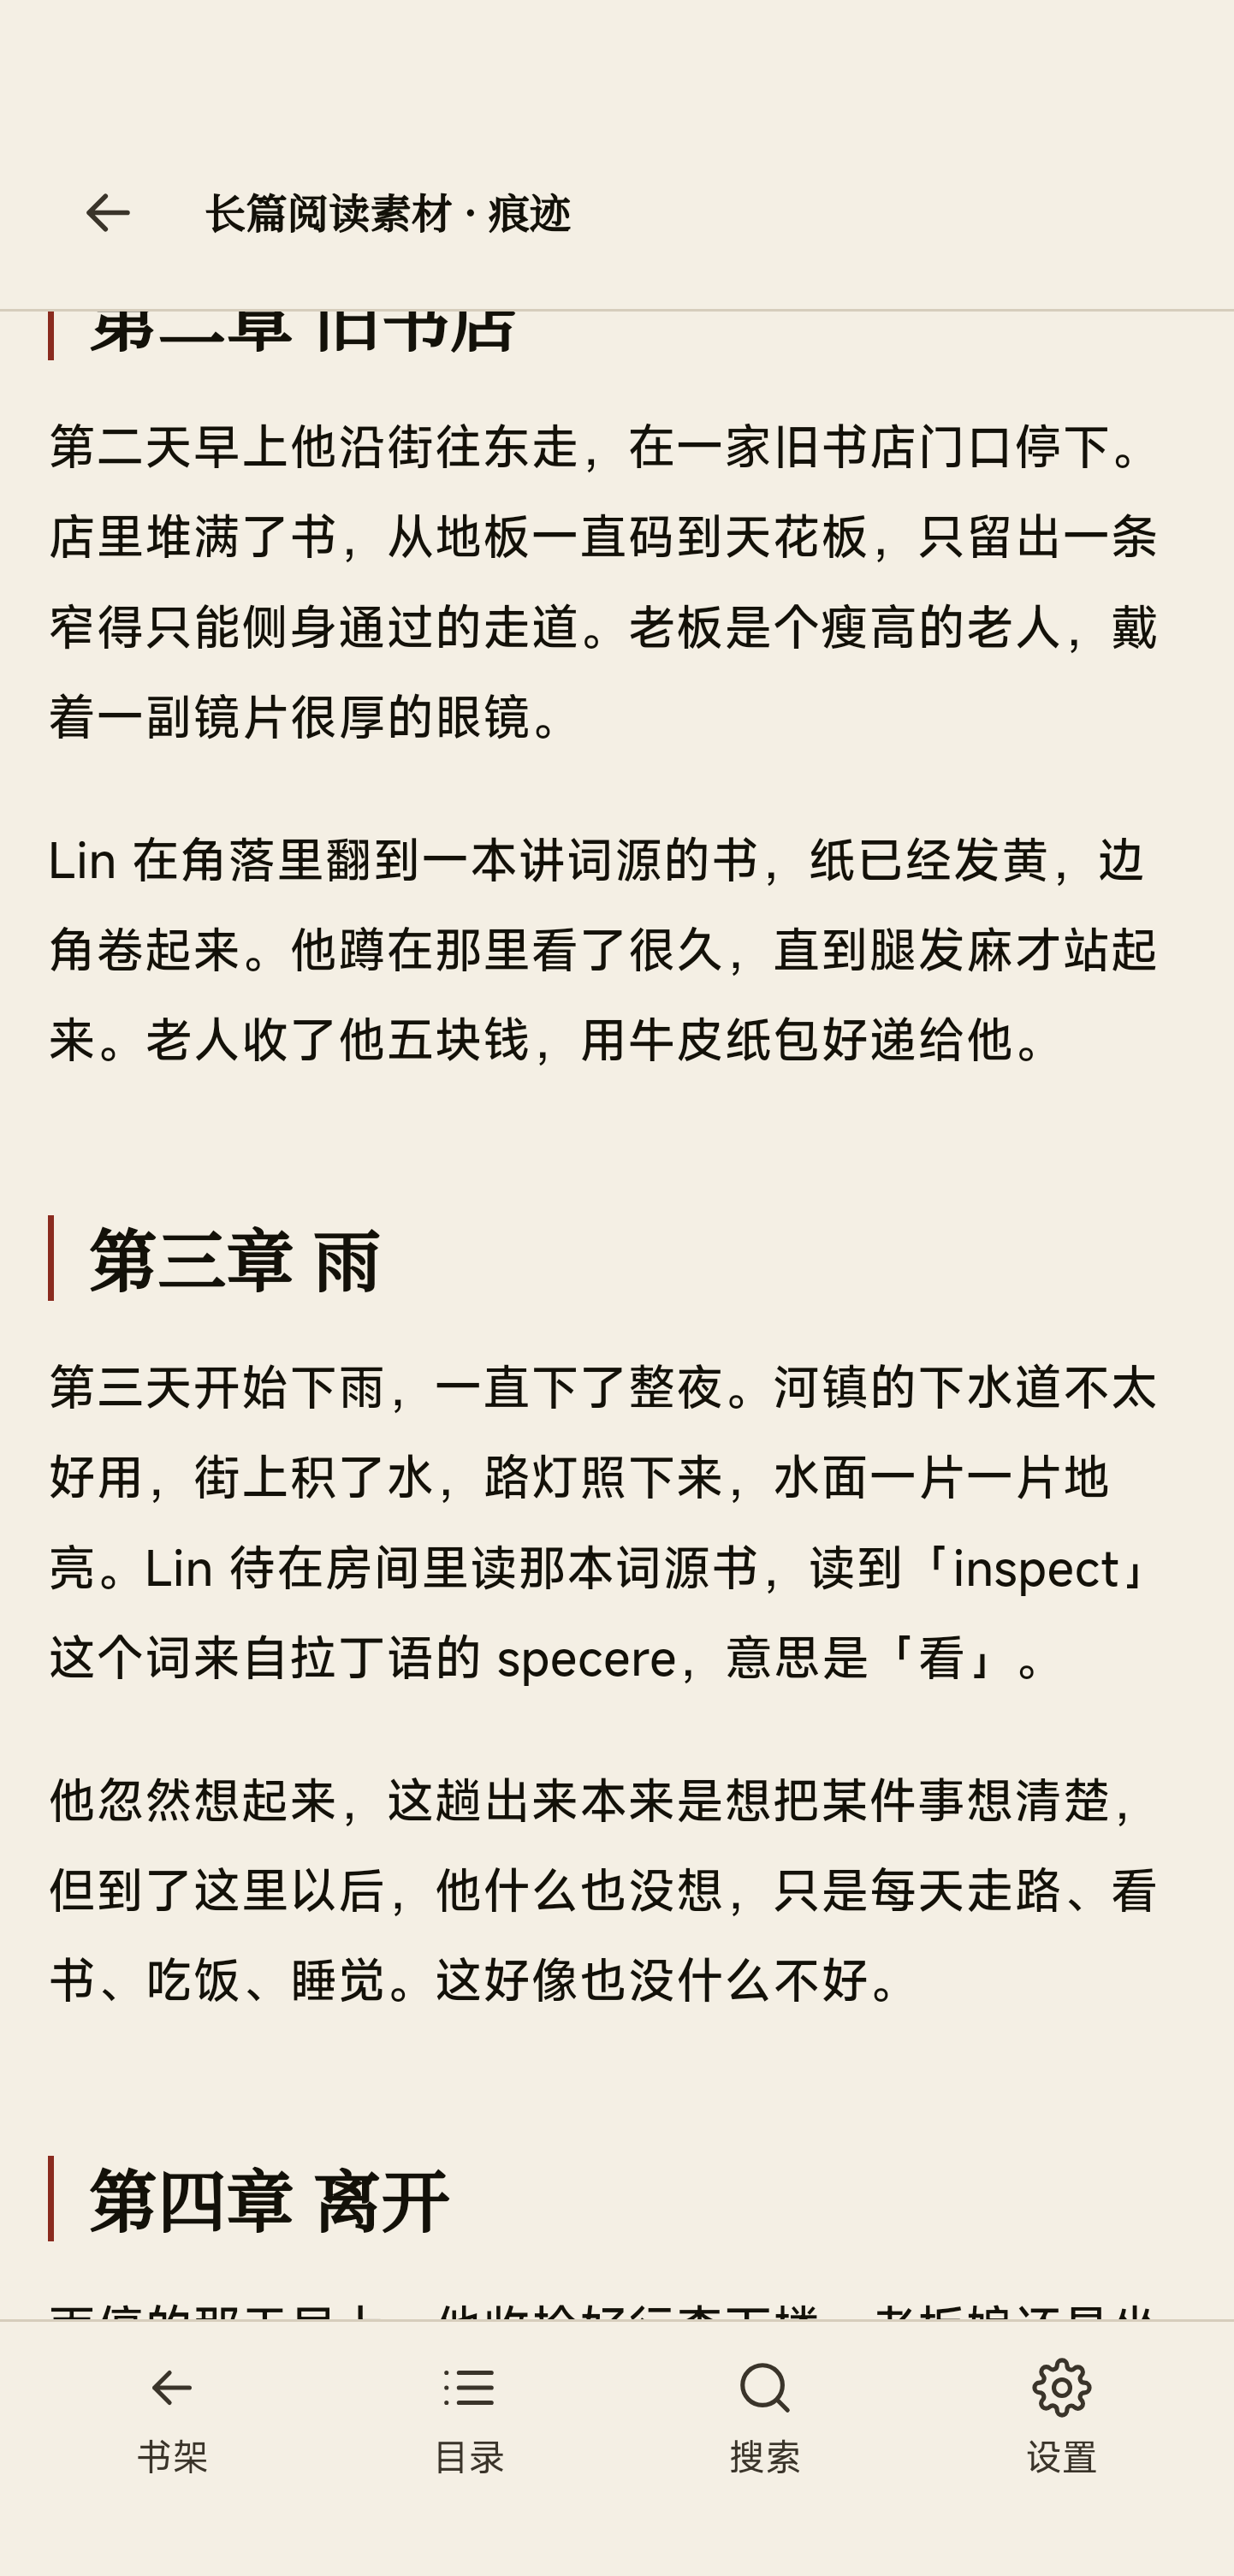 长篇阅读素材 · 痕迹
第二章 旧书店
第二天早上他沿街往东走，在一家旧书店门口停下。
店里堆满了书，从地板一直码到天花板，只留出一条
窄得只能侧身通过的走道。老板是个瘦高的老人，戴
着一副镜片很厚的眼镜。
Lin 在角落里翻到一本讲词源的书，纸已经发黄，边
角卷起来。他蹲在那里看了很久，直到腿发麻才站起
来。老人收了他五块钱，用牛皮纸包好递给他。
第三章 雨
第三天开始下雨，一直下了整夜。河镇的下水道不太
好用，街上积了水，路灯照下来，水面一片一片地
亮。Lin 待在房间里读那本词源书，读到「inspect」
这个词来自拉丁语的 specere，意思是「看」。
他忽然想起来，这趟出来本来是想把某件事想清楚，
但到了这里以后，他什么也没想，只是每天走路、看
书、吃饭、睡觉。这好像也没什么不好。
第四章 离开
书架
目录
搜索
设置